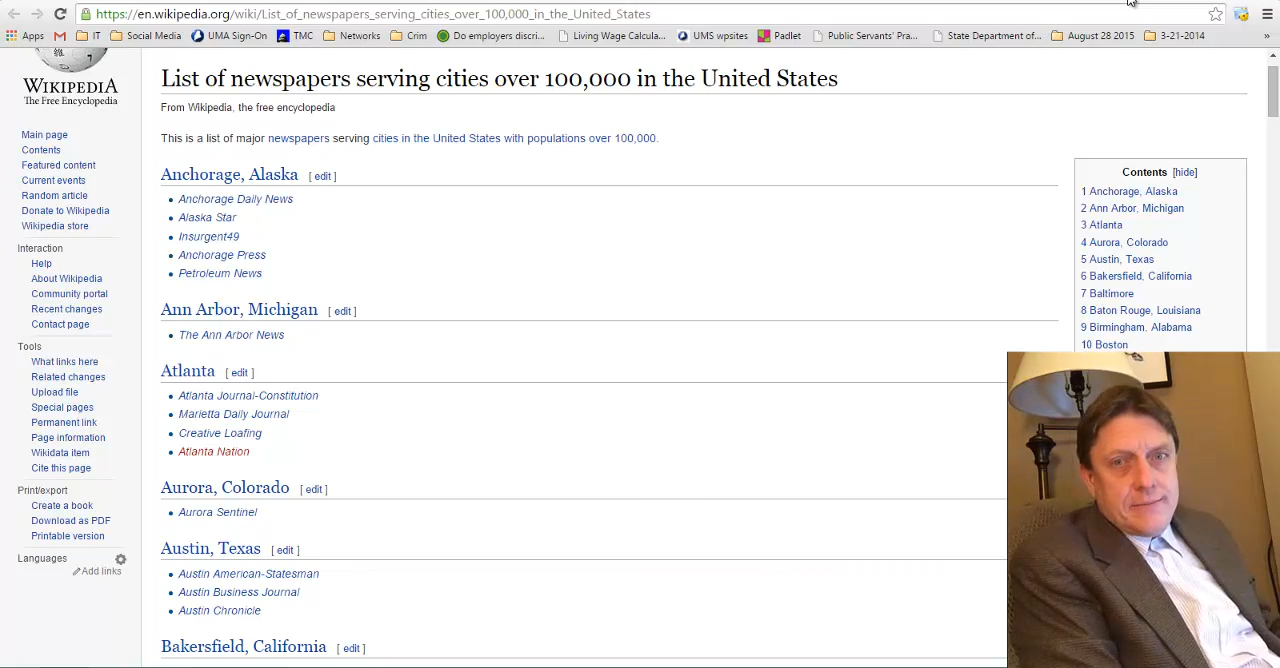 https://en.wikipedia.org/wiki/List_of_newspapers_serving_cities_over_100,000_in_the_United_States
Apps IT Social Media UMA Sign-On TMC Networks Crim Do employers discri... Living Wage Calcula... UMS wpsites Padlet Public Servants' Pra... State Department of... August 28 2015 3-21-2014 »
WIKIPEDIA
The Free Encyclopedia
Main page
Contents
Featured content
Current events
Random article
Donate to Wikipedia
Wikipedia store
Interaction
Help
About Wikipedia
Community portal
Recent changes
Contact page
Tools
What links here
Related changes
Upload file
Special pages
Permanent link
Page information
Wikidata item
Cite this page
Print/export
Create a book
Download as PDF
Printable version
Languages
Add links
List of newspapers serving cities over 100,000 in the United States
From Wikipedia, the free encyclopedia
This is a list of major newspapers serving cities in the United States with populations over 100,000.
Anchorage, Alaska [ edit ]
Anchorage Daily News
Alaska Star
Insurgent49
Anchorage Press
Petroleum News
Ann Arbor, Michigan [ edit ]
The Ann Arbor News
Atlanta [ edit ]
Atlanta Journal-Constitution
Marietta Daily Journal
Creative Loafing
Atlanta Nation
Aurora, Colorado [ edit ]
Aurora Sentinel
Austin, Texas [ edit ]
Austin American-Statesman
Austin Business Journal
Austin Chronicle
Bakersfield, California [ edit ]
Contents [hide]
1 Anchorage, Alaska
2 Ann Arbor, Michigan
3 Atlanta
4 Aurora, Colorado
5 Austin, Texas
6 Bakersfield, California
7 Baltimore
8 Baton Rouge, Louisiana
9 Birmingham, Alabama
10 Boston